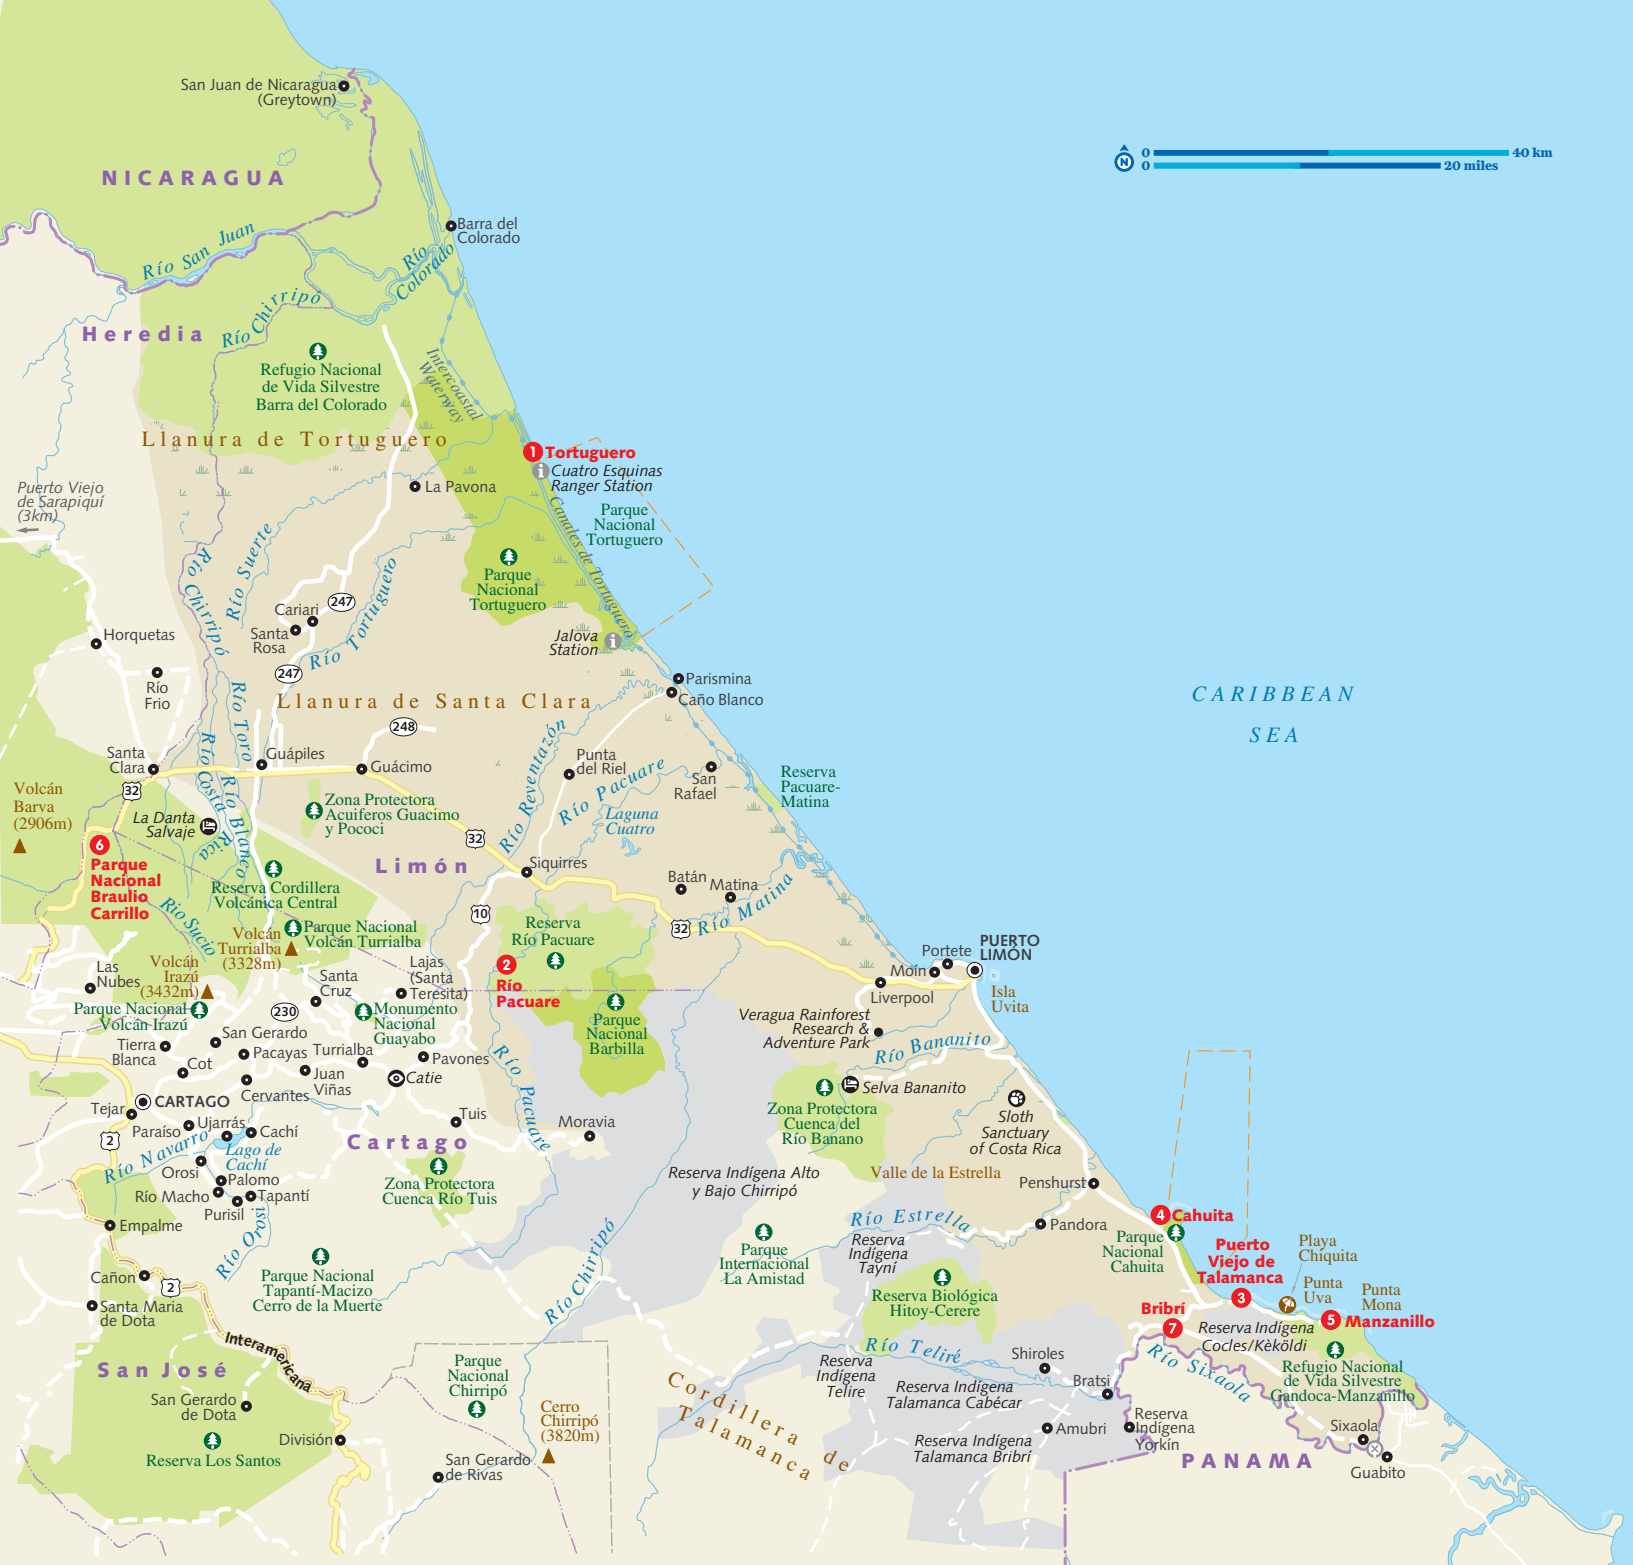 San Juan de Nicaragua
(Greytown)
0
40 km
N
0
20 miles
NICARAGUA
Barra del
Colorado
Río San Juan
Río
Colorado
Río Chirripó
Heredia
Refugio Nacional
de Vida Silvestre
Barra del Colorado
Intercoastal
Waterway
Llanura de Tortuguero
1
Tortuguero
Cuatro Esquinas
Ranger Station
La Pavona
Puerto Viejo
de Sarapiquí
(3km)
Parque
Nacional
Tortuguero
Canales de Tortuguero
Río Suerte
Río Chirripó
Parque
Nacional
Tortuguero
Río Tortuguero
247
Cariari
Santa
Rosa
Horquetas
Jalova
Station
247
Río
Frio
Parismina
Caño Blanco
CARIBBEAN
SEA
Llanura de Santa Clara
Río Toro
248
Río Reventazón
Santa
Clara
Guápiles
Guácimo
Punta
del Riel
Río Pacuare
San
Rafael
Reserva
Pacuare-
Matina
Río Costa Rica
Río Blanco
32
Volcán
Barva
(2906m)
La Danta
Salvaje
Zona Protectora
Acuiferos Guacimo
y Pococi
Laguna
Cuatro
32
6
Parque
Nacional
Braulio
Carrillo
Limón
Siquirres
Reserva Cordillera
Volcánica Central
Batán
Matina
Río Matina
10
32
Río Sucio
Volcán
Turrialba
(3328m)
Parque Nacional
Volcán Turrialba
Reserva
Río Pacuare
Portete
PUERTO
LIMÓN
Moín
Liverpool
Isla
Uvita
2
Río
Pacuare
Las
Nubes
Volcán
Irazú
(3432m)
Santa
Cruz
Lajas
(Santa
Teresita)
Parque Nacional
Volcán Irazú
230
Monumento
Nacional
Guayabo
Parque
Nacional
Barbilla
Veragua Rainforest
Research &
Adventure Park
Río Bananito
Tierra
Blanca
San Gerardo
Pacayas
Turrialba
Pavones
Cot
Juan
Viñas
Catie
Río Pacuare
Selva Bananito
Cervantes
CARTAGO
Tejar
Zona Protectora
Cuenca del
Río Banano
Sloth
Sanctuary
of Costa Rica
Paraíso
Ujarrás
Cachí
Tuis
Moravia
2
Cartago
Río Navarro
Lago de
Cachí
Orosi
Palomo
Río Macho
Tapantí
Purisil
Zona Protectora
Cuenca Río Tuis
Reserva Indígena Alto
y Bajo Chirripó
Valle de la Estrella
Penshurst
Empalme
Río Orosi
Río Chirripó
Río Estrella
Pandora
4
Cahuita
Parque
Nacional
Cahuita
Parque
Internacional
La Amistad
Reserva
Indígena
Tayní
Puerto
Viejo de
Talamanca
Playa
Chiquita
Cañon
2
Parque Nacional
Tapantí-Macizo
Cerro de la Muerte
Reserva Biológica
Hitoy-Cerere
3
Punta
Uva
Punta
Mona
Santa Maria
de Dota
Bribrí
7
5
Manzanillo
Reserva Indígena
Cocles/Kèköldi
Interamericana
San José
Parque
Nacional
Chirripó
Río Teliré
Reserva
Indígena
Telire
Shiroles
Río Sixaola
Refugio Nacional
de Vida Silvestre
Gandoca-Manzanillo
Reserva Indígena
Talamanca Cabécar
Bratsi
San Gerardo
de Dota
Cordillera de
Talamanca
Cerro
Chirripó
(3820m)
Amubri
Reserva
Indígena
Yorkín
Sixaola
División
Reserva Los Santos
Reserva Indígena
Talamanca Bribrí
San Gerardo
de Rivas
PANAMA
Guabito